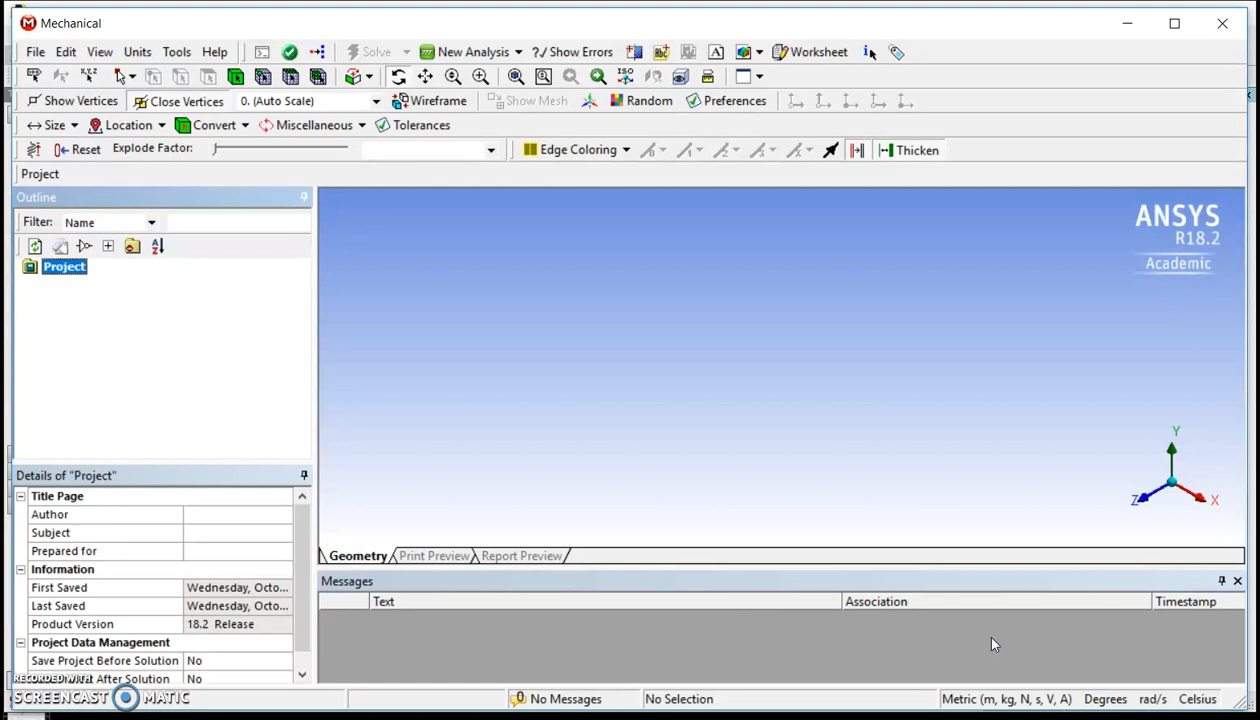 Mechanical
File Edit View Units Tools Help Solve New Analysis ?/ Show Errors Worksheet
Show Vertices Close Vertices 0. (Auto Scale) Wireframe Show Mesh Random Preferences
Size Location Convert Miscellaneous Tolerances
Reset Explode Factor: Edge Coloring Thicken
Project
Outline
Filter: Name
Project
ANSYS
R18.2
Academic
Y
Z
X
Details of "Project"
Title Page
Author
Subject
Prepared for
Information
First Saved Wednesday, Octo...
Last Saved Wednesday, Octo...
Product Version 18.2 Release
Project Data Management
Save Project Before Solution No
After Solution No
Geometry Print Preview Report Preview
Messages
Text Association Timestamp
RECORDED WITH
SCREENCAST MATIC
0 No Messages No Selection Metric (m, kg, N, s, V, A) Degrees rad/s Celsius